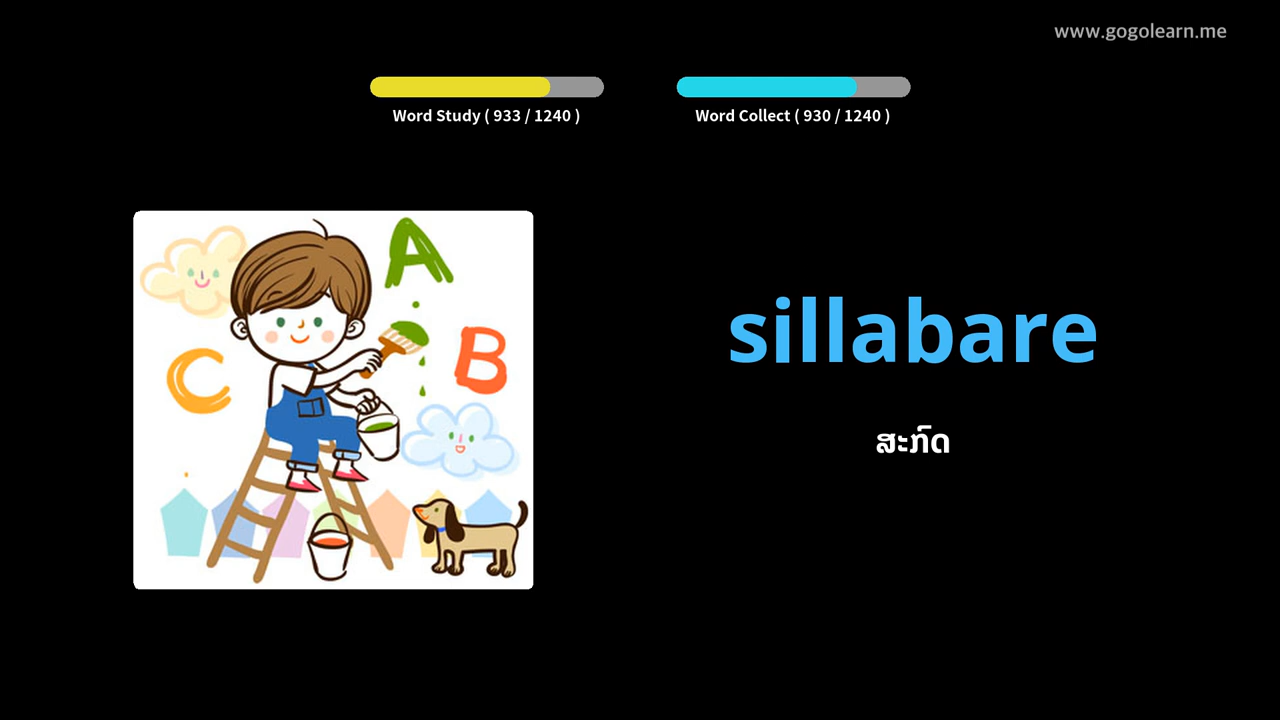 www.gogolearn.me
Word Study ( 933 / 1240 )
Word Collect ( 930 / 1240 )
A
B
C
sillabare
ສະກົດ